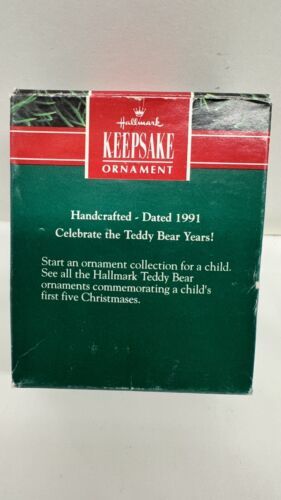 Hallmark
KEEPSAKE
ORNAMENT
Handcrafted - Dated 1991
Celebrate the Teddy Bear Years!
Start an ornament collection for a child.
See all the Hallmark Teddy Bear
ornaments commemorating a child's
first five Christmases.